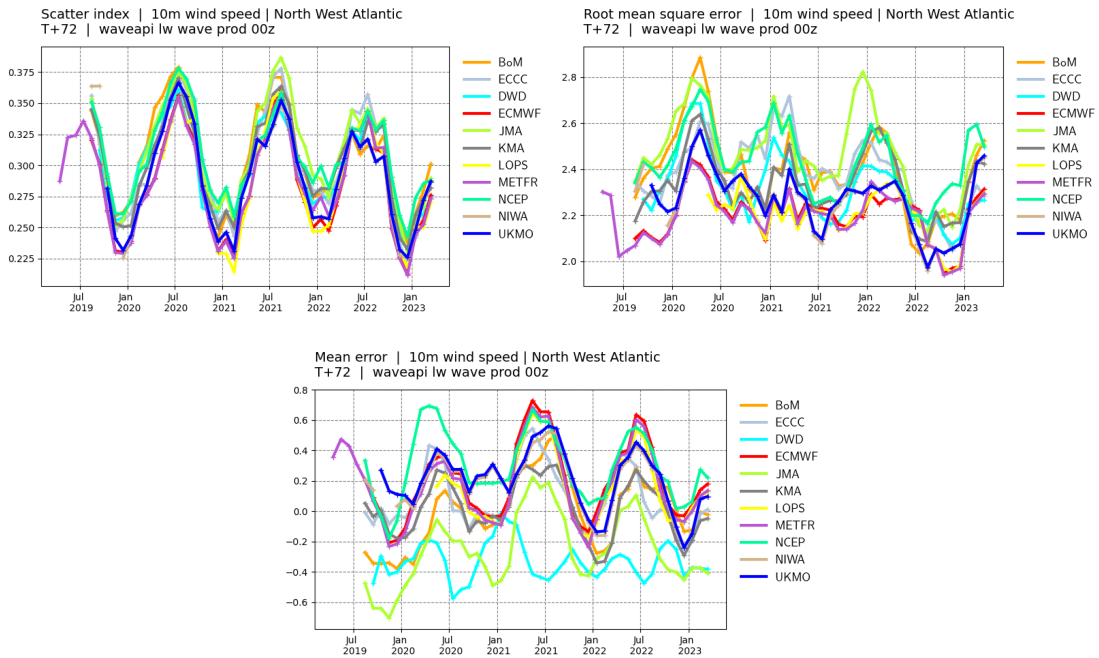 Scatter index | 10m wind speed | North West Atlantic
T+72 | waveapi lw wave prod 00z
0.375
0.350
0.325
0.300
0.275
0.250
0.225
Jul
2019
Jan
2020
Jul
2020
Jan
2021
Jul
2021
Jan
2022
Jul
2022
Jan
2023
BoM
ECCC
DWD
ECMWF
JMA
KMA
LOPS
METFR
NCEP
NIWA
UKMO
Root mean square error | 10m wind speed | North West Atlantic
T+72 | waveapi lw wave prod 00z
2.8
2.6
2.4
2.2
2.0
Jul
2019
Jan
2020
Jul
2020
Jan
2021
Jul
2021
Jan
2022
Jul
2022
Jan
2023
BoM
ECCC
DWD
ECMWF
JMA
KMA
LOPS
METFR
NCEP
NIWA
UKMO
Mean error | 10m wind speed | North West Atlantic
T+72 | waveapi lw wave prod 00z
0.8
0.6
0.4
0.2
0.0
−0.2
−0.4
−0.6
Jul
2019
Jan
2020
Jul
2020
Jan
2021
Jul
2021
Jan
2022
Jul
2022
Jan
2023
BoM
ECCC
DWD
ECMWF
JMA
KMA
LOPS
METFR
NCEP
NIWA
UKMO